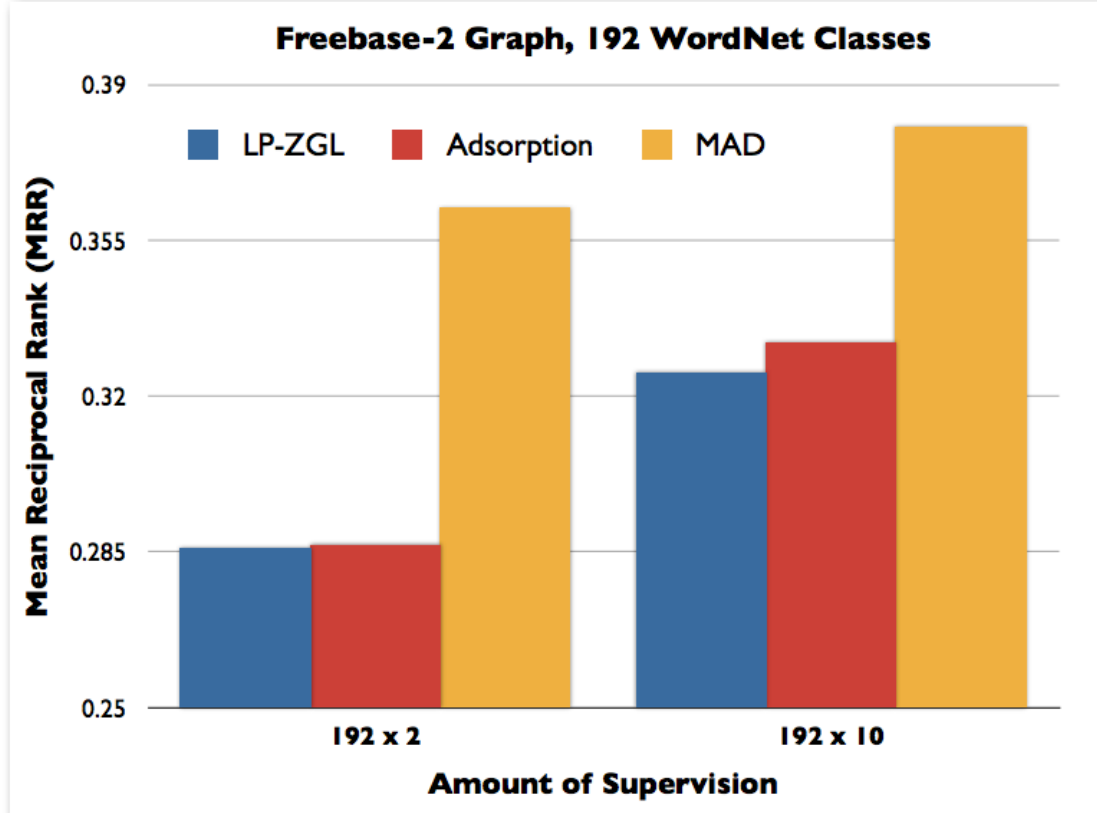 Freebase-2 Graph, 192 WordNet Classes
0.39
LP-ZGL Adsorption MAD
0.355
0.32
0.285
0.25
Mean Reciprocal Rank (MRR)
192 x 2 192 x 10
Amount of Supervision